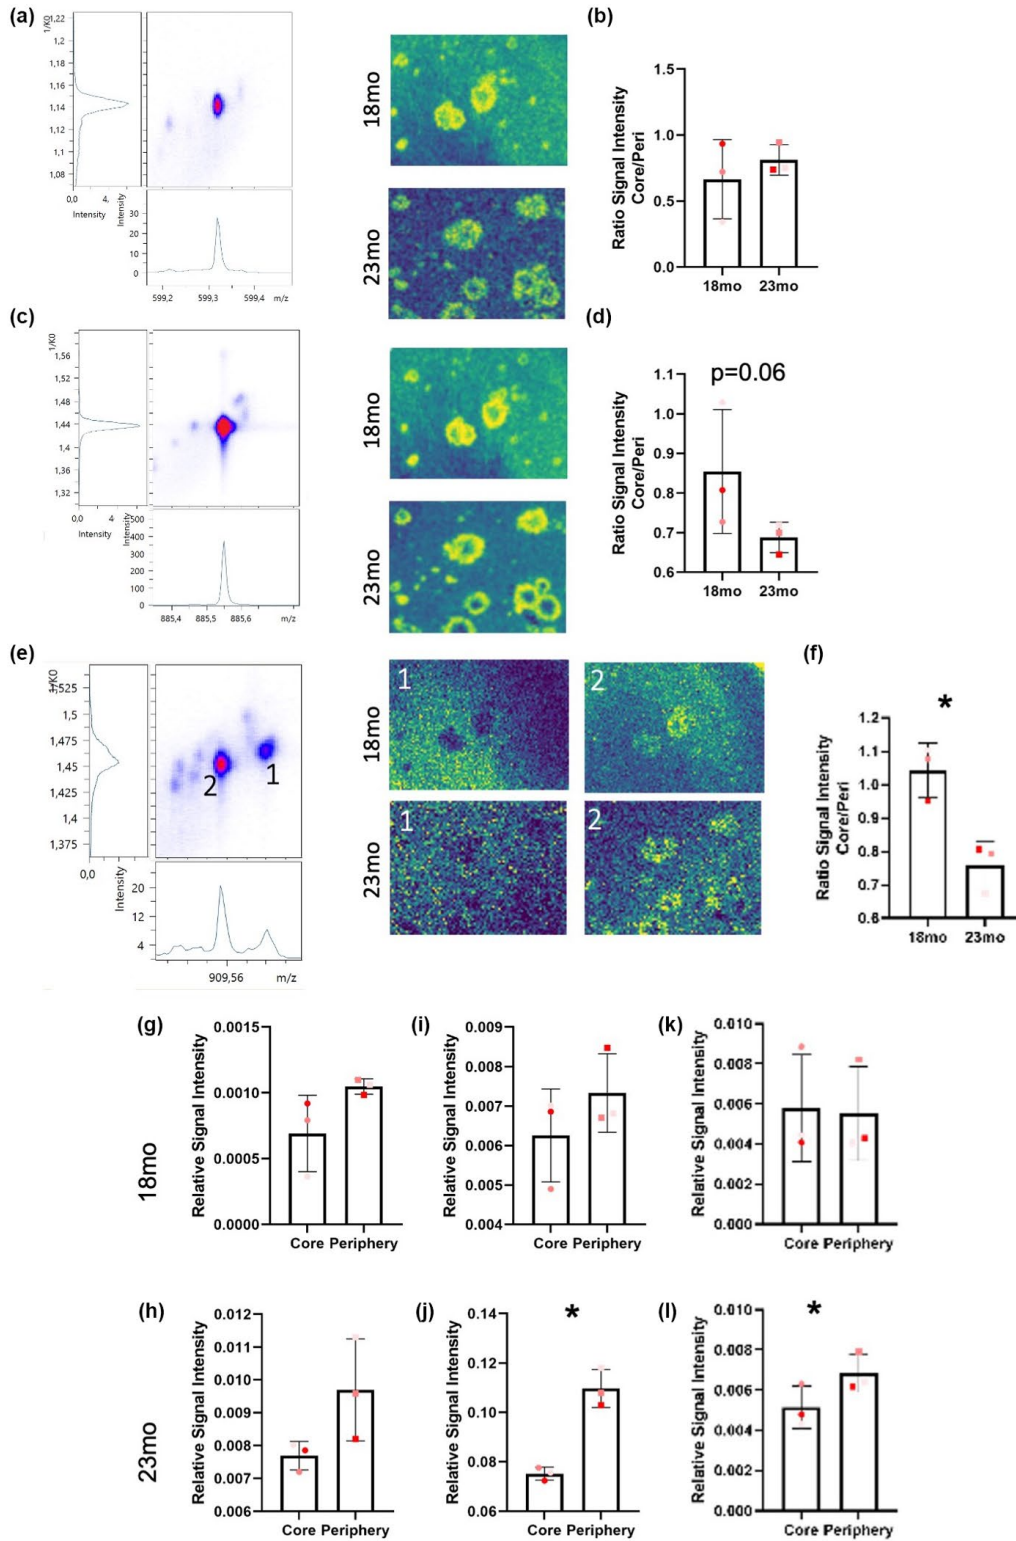 (a)
1/K0
1,22
1,2
1,18
1,16
1,14
1,12
1,1
1,08
0,0 4,
Intensity
Intensity
30
20
10
0
599,2 599,3 599,4 m/z
18mo
23mo
(b)
Ratio Signal Intensity
Core/Peri
1.5
1.0
0.5
0.0
18mo 23mo
(c)
1/K0
1,56
1,52
1,48
1,44
1,4
1,36
1,32
0,0 4
Intensity
Intensity
500
400
300
200
100
0
885,4 885,5 885,6 m/z
18mo
23mo
(d)
p=0.06
Ratio Signal Intensity
Core/Peri
1.1
1.0
0.9
0.8
0.7
0.6
18mo 23mo
(e)
1/K0
1,525
1,5
1,475
1,45
1,425
1,4
1,375
2 1
0,0
Intensity
20
12
4
909,56 m/z
18mo
1 2
23mo
1 2
(f)
*
Ratio Signal Intensity
Core/Peri
1.2
1.1
1.0
0.9
0.8
0.7
0.6
18mo 23mo
18mo
(g)
Relative Signal Intensity
0.0015
0.0010
0.0005
0.0000
Core Periphery
(i)
Relative Signal Intensity
0.009
0.008
0.007
0.006
0.005
0.004
Core Periphery
(k)
Relative Signal Intensity
0.010
0.008
0.006
0.004
0.002
0.000
Core Periphery
23mo
(h)
Relative Signal Intensity
0.012
0.011
0.010
0.009
0.008
0.007
0.006
Core Periphery
(j)
*
Relative Signal Intensity
0.14
0.12
0.10
0.08
0.06
Core Periphery
(l)
*
Relative Signal Intensity
0.010
0.008
0.006
0.004
0.002
0.000
Core Periphery